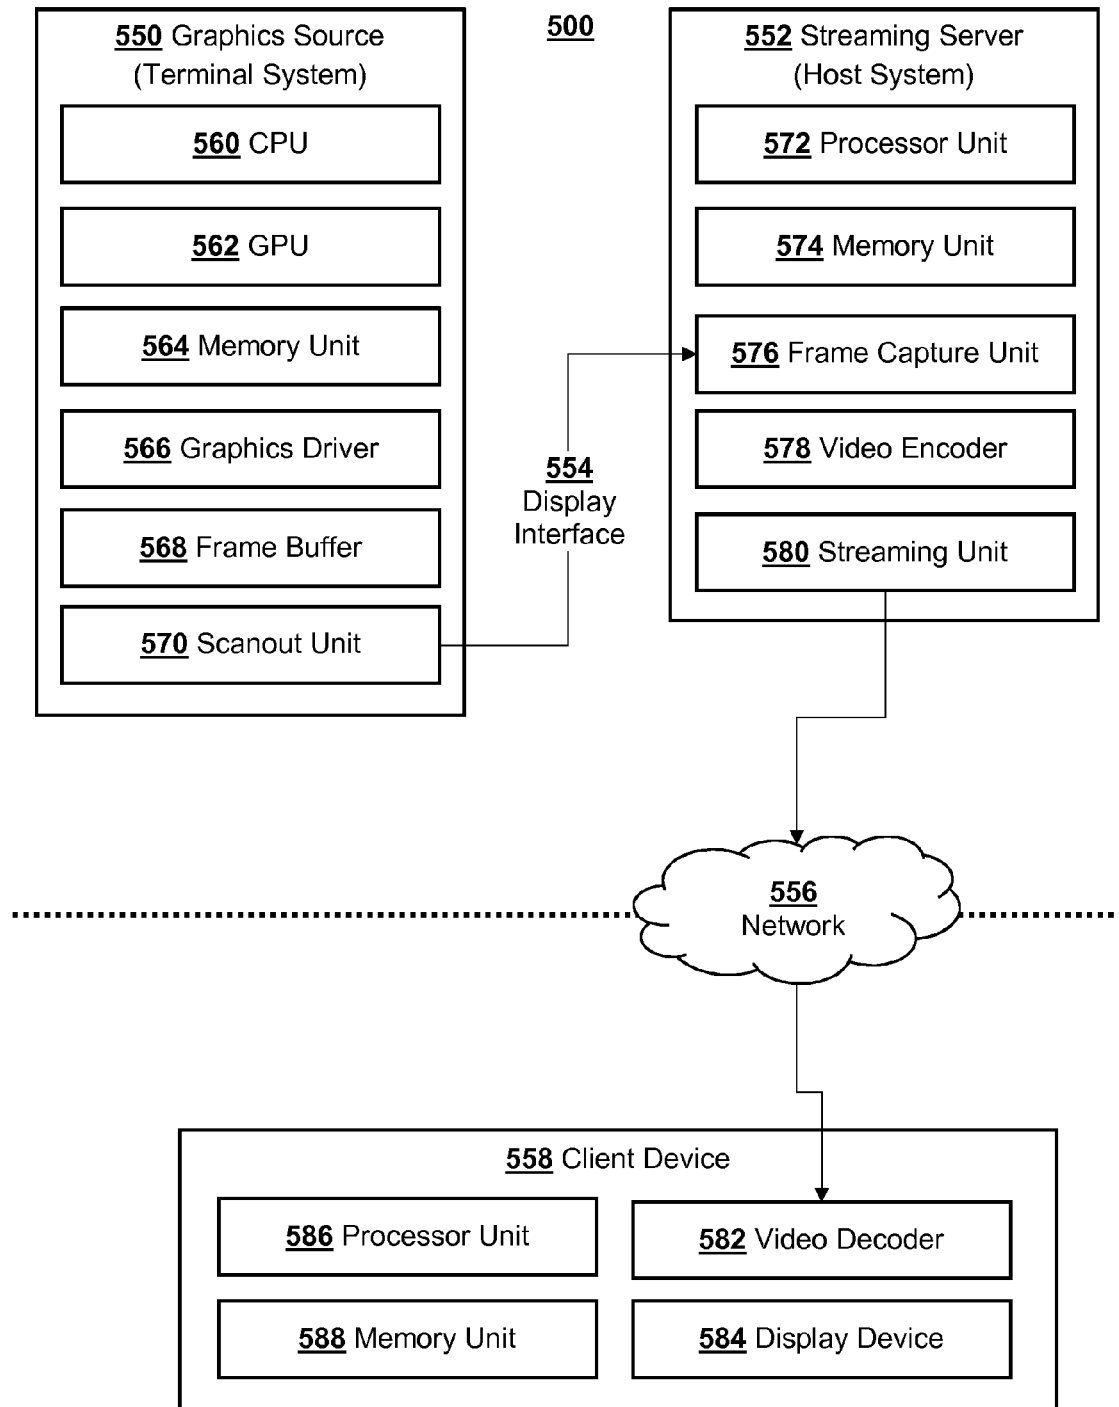 550 Graphics Source
(Terminal System)
560 CPU
562 GPU
564 Memory Unit
566 Graphics Driver
568 Frame Buffer
570 Scanout Unit
500
554
Display
Interface
552 Streaming Server
(Host System)
572 Processor Unit
574 Memory Unit
576 Frame Capture Unit
578 Video Encoder
580 Streaming Unit
556
Network
558 Client Device
586 Processor Unit
582 Video Decoder
588 Memory Unit
584 Display Device